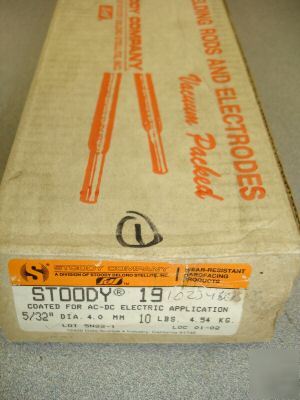 WELDING RODS AND ELECTRODES
Vacuum Packed
STOODY COMPANY
1
S
STOODY COMPANY
A DIVISION OF STOODY DELORO STELLITE, INC.
WEAR-RESISTANT
HARDFACING
PRODUCTS
STOODY® 19
COATED FOR AC-DC ELECTRIC APPLICATION
5/32" DIA. 4.0 MM 10 LBS. 4.54 KG.
LOT 5N22-1 LOC 01-02